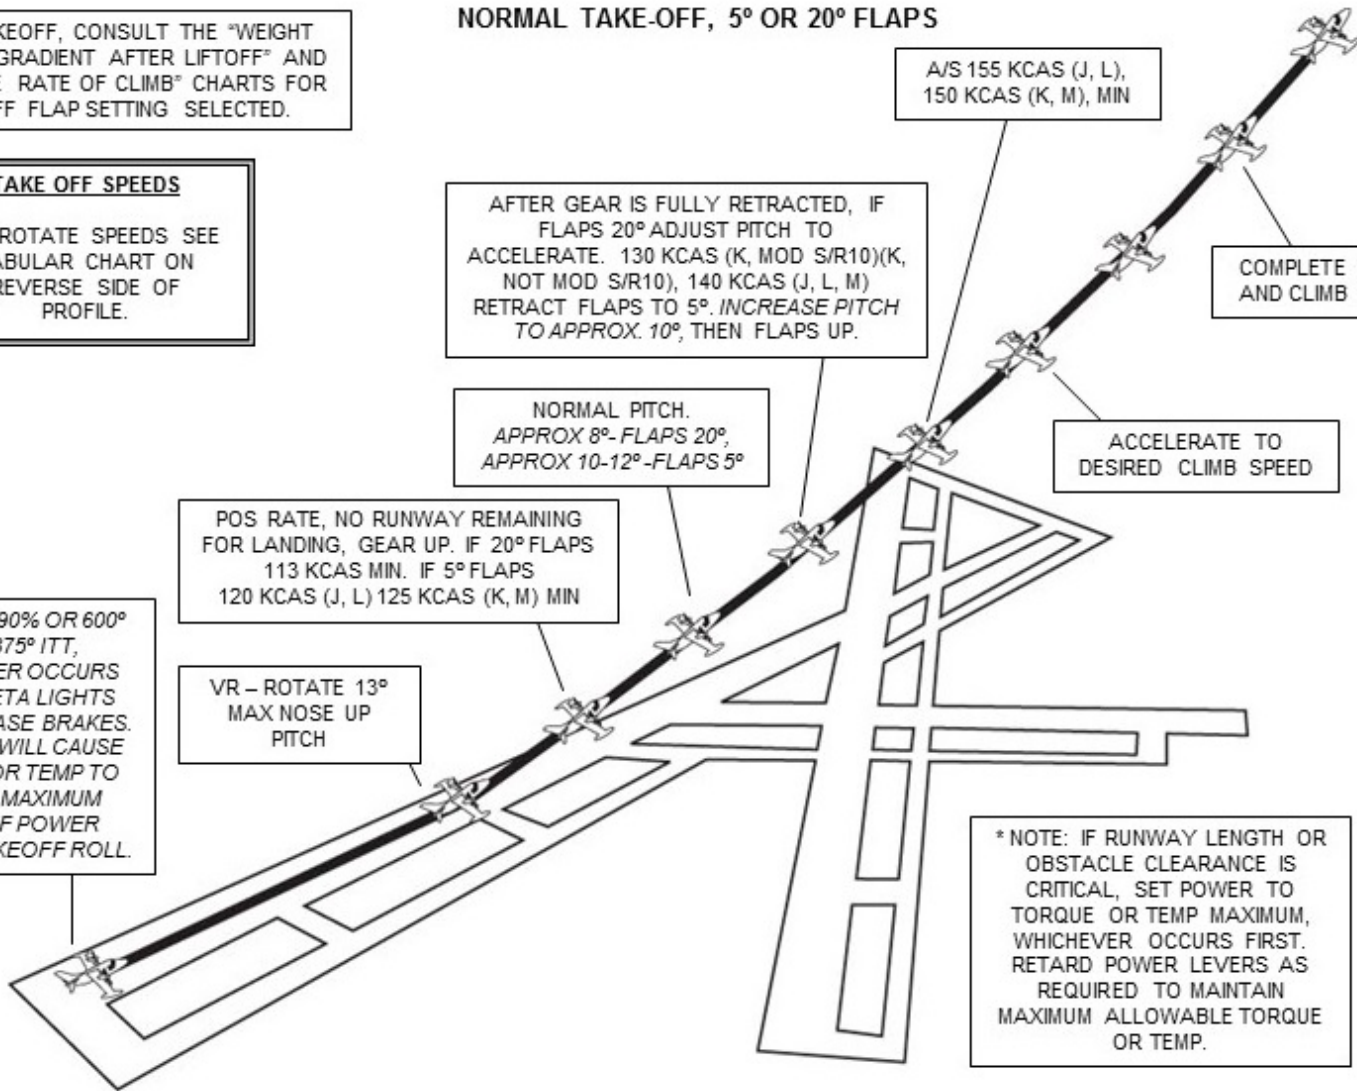 NORMAL TAKE-OFF, 5º OR 20º FLAPS
KEOFF, CONSULT THE "WEIGHT
GRADIENT AFTER LIFTOFF" AND
RATE OF CLIMB" CHARTS FOR
FF FLAP SETTING SELECTED.
TAKE OFF SPEEDS
ROTATE SPEEDS SEE
ABULAR CHART ON
REVERSE SIDE OF
PROFILE.
A/S 155 KCAS (J, L),
150 KCAS (K, M), MIN
AFTER GEAR IS FULLY RETRACTED, IF
FLAPS 20º ADJUST PITCH TO
ACCELERATE. 130 KCAS (K, MOD S/R10)(K,
NOT MOD S/R10), 140 KCAS (J, L, M)
RETRACT FLAPS TO 5º. INCREASE PITCH
TO APPROX. 10º, THEN FLAPS UP.
COMPLETE
AND CLIMB
NORMAL PITCH.
APPROX 8º- FLAPS 20º,
APPROX 10-12º -FLAPS 5º
ACCELERATE TO
DESIRED CLIMB SPEED
POS RATE, NO RUNWAY REMAINING
FOR LANDING, GEAR UP. IF 20º FLAPS
113 KCAS MIN. IF 5º FLAPS
120 KCAS (J, L) 125 KCAS (K, M) MIN
90% OR 600º
875º ITT,
ER OCCURS
ETA LIGHTS
ASE BRAKES.
WILL CAUSE
OR TEMP TO
MAXIMUM
F POWER
KEOFF ROLL.
VR – ROTATE 13º
MAX NOSE UP
PITCH
* NOTE: IF RUNWAY LENGTH OR
OBSTACLE CLEARANCE IS
CRITICAL, SET POWER TO
TORQUE OR TEMP MAXIMUM,
WHICHEVER OCCURS FIRST.
RETARD POWER LEVERS AS
REQUIRED TO MAINTAIN
MAXIMUM ALLOWABLE TORQUE
OR TEMP.